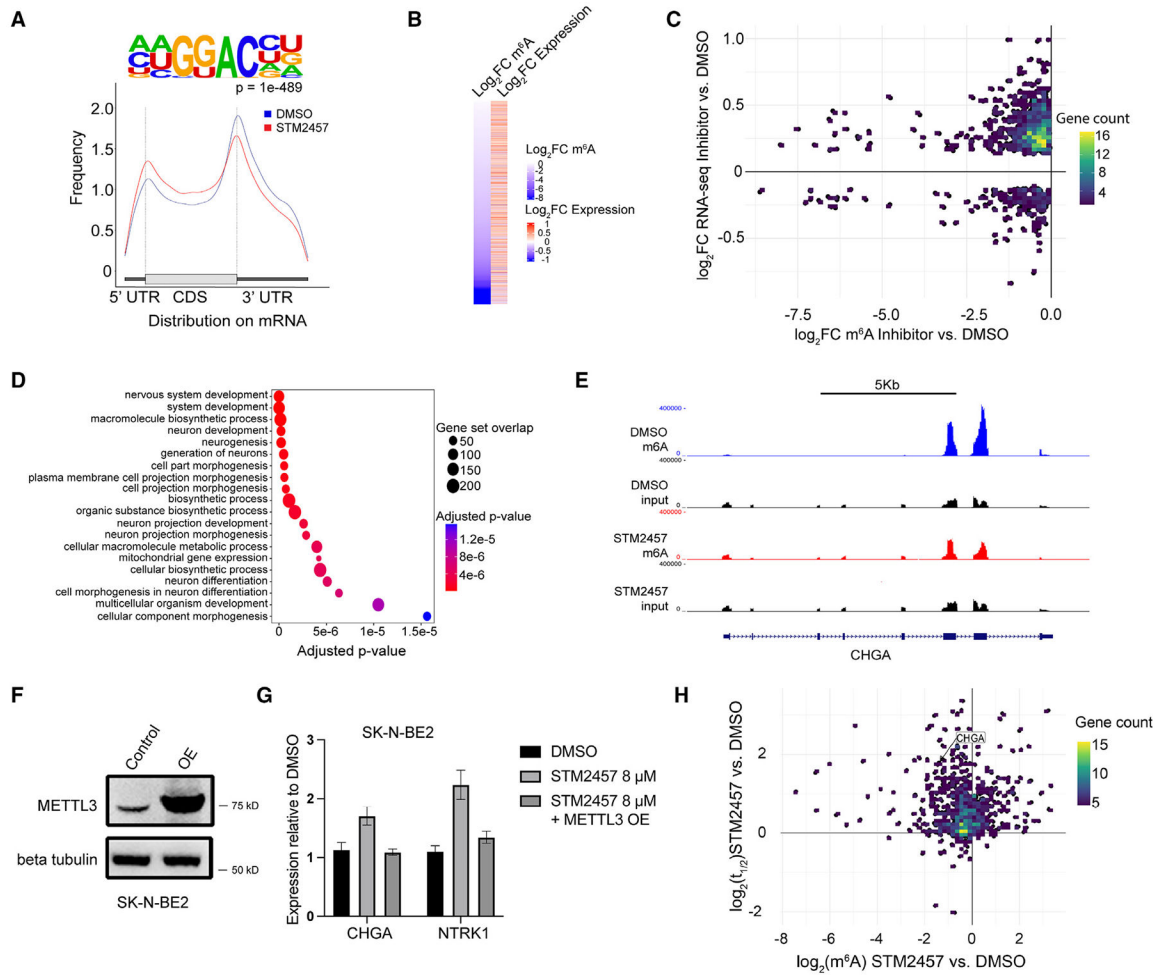 A
AAGGACCU
CUUUUG
p = 1e-489
DMSO
STM2457
Frequency
2.0
1.5
1.0
0.5
0
5' UTR CDS 3' UTR
Distribution on mRNA
B
Log₂FC m⁶A
Log₂FC Expression
Log₂FC m⁶A
0
-2
-4
-6
-8
Log₂FC Expression
1
0.5
0
-0.5
-1
C
log₂FC RNA-seq Inhibitor vs. DMSO
1.0
0.5
0
-0.5
-7.5 -5.0 -2.5 0.0
log₂FC m⁶A Inhibitor vs. DMSO
Gene count
16
12
8
4
D
nervous system development
system development
macromolecule biosynthetic process
neuron development
neurogenesis
generation of neurons
cell part morphogenesis
plasma membrane cell projection morphogenesis
cell projection morphogenesis
biosynthetic process
organic substance biosynthetic process
neuron projection development
neuron projection morphogenesis
cellular macromolecule metabolic process
mitochondrial gene expression
cellular biosynthetic process
neuron differentiation
cell morphogenesis in neuron differentiation
multicellular organism development
cellular component morphogenesis
0 5e-6 1e-5 1.5e-5
Adjusted p-value
Gene set overlap
50
100
150
200
Adjusted p-value
1.2e-5
8e-6
4e-6
E
5Kb
400000
DMSO
m6A
0
400000
DMSO
input
0
400000
STM2457
m6A
0
400000
STM2457
input
0
CHGA
F
Control
OE
METTL3
75 kD
beta tubulin
50 kD
SK-N-BE2
G
SK-N-BE2
Expression relative to DMSO
3
2
1
0
CHGA NTRK1
DMSO
STM2457 8 µM
STM2457 8 µM
+ METTL3 OE
H
log₂(t₁/₂)STM2457 vs. DMSO
2
0
-2
CHGA
-8 -6 -4 -2 0 2
log₂(m⁶A) STM2457 vs. DMSO
Gene count
15
10
5